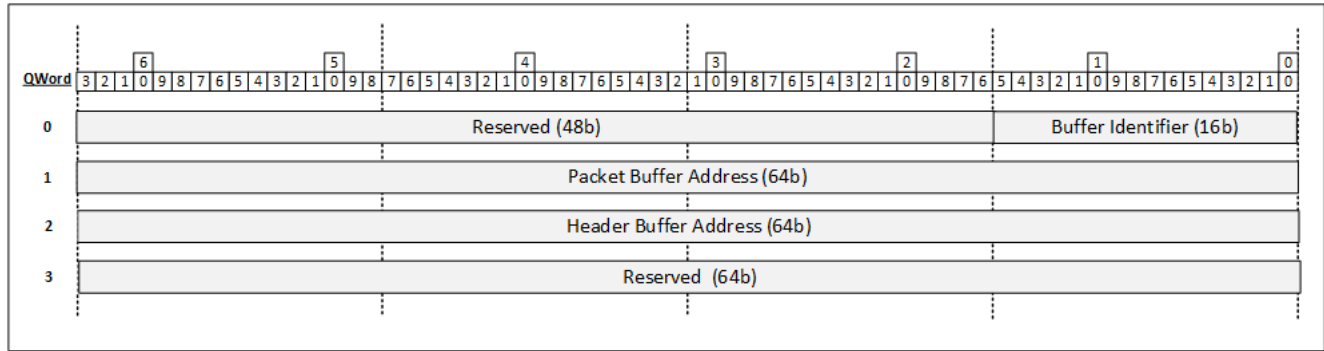 6 5 4 3 2 1 0
QWord 3 2 1 0 9 8 7 6 5 4 3 2 1 0 9 8 7 6 5 4 3 2 1 0 9 8 7 6 5 4 3 2 1 0 9 8 7 6 5 4 3 2 1 0 9 8 7 6 5 4 3 2 1 0 9 8 7 6 5 4 3 2 1 0
0 Reserved (48b) Buffer Identifier (16b)
1 Packet Buffer Address (64b)
2 Header Buffer Address (64b)
3 Reserved (64b)